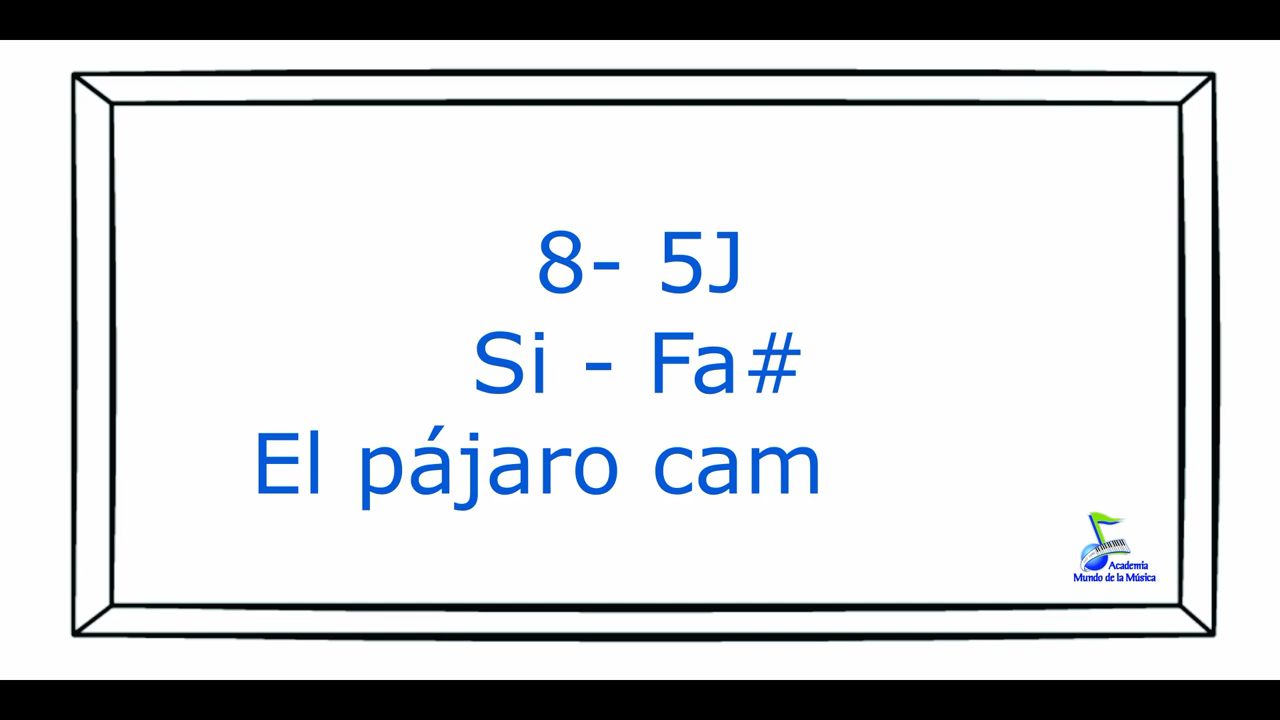 8- 5J
Si - Fa#
El pájaro cam
Academia
Mundo de la Música